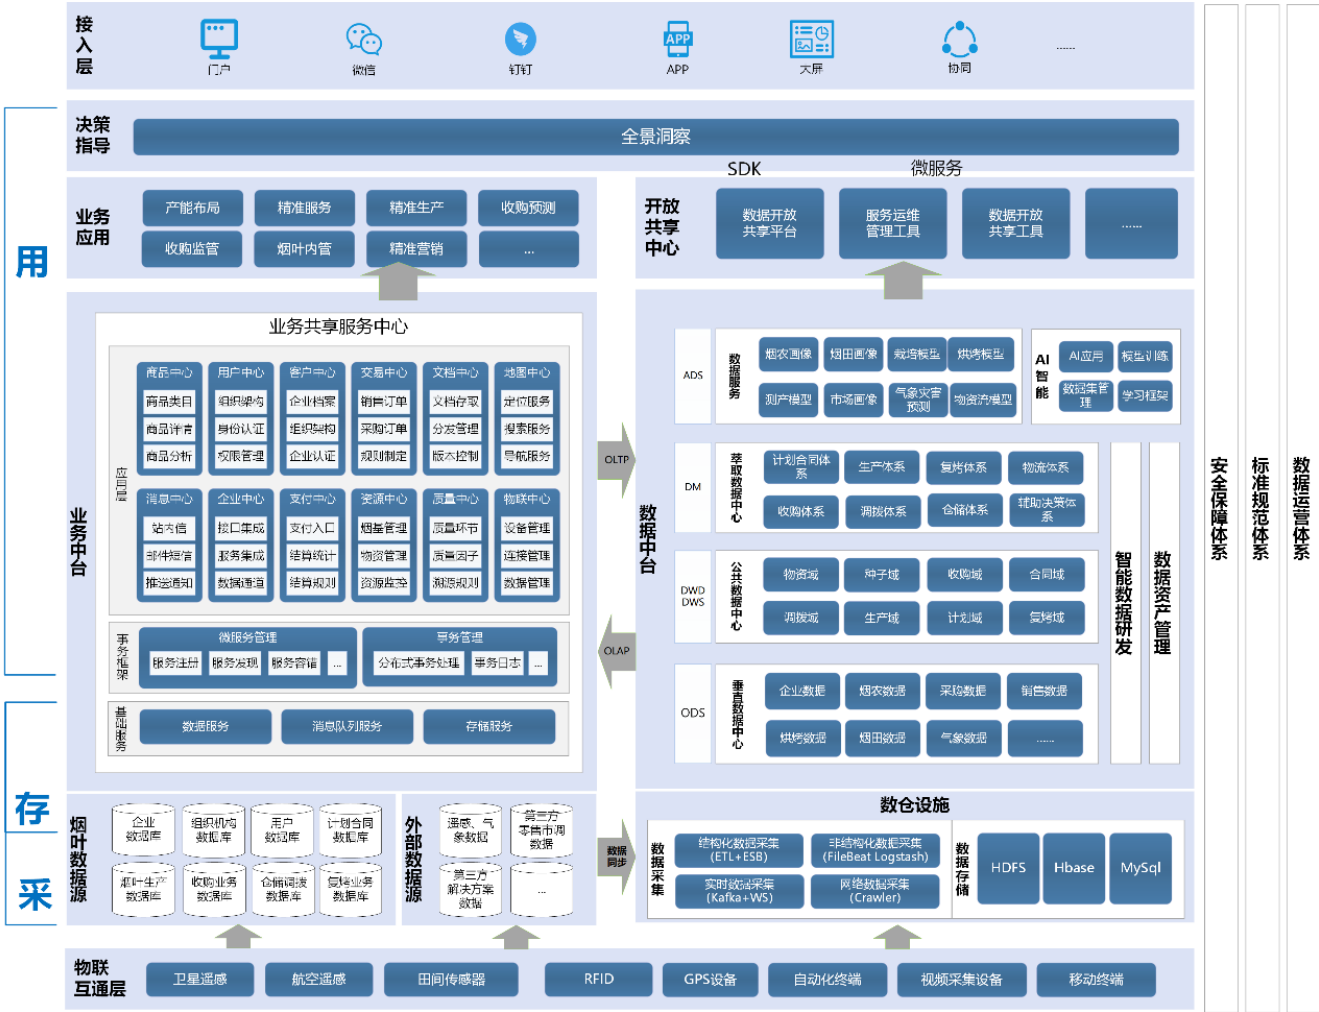 接
入
层
门户
微信
钉钉
APP
APP
大屏
协同
......
决策
指导
全景洞察
SDK
微服务
用
业务
应用
产能布局
精准服务
精准生产
收购预测
收购监管
烟叶内管
精准营销
...
开放
共享
中心
数据开放
共享平台
服务运维
管理工具
数据开放
共享工具
......
业务中台
业务共享服务中心
应用层
商品中心
商品类目
商品详情
商品分析
用户中心
组织架构
身份认证
权限管理
客户中心
企业档案
组织架构
企业认证
交易中心
销售订单
采购订单
规则制定
文档中心
文档存取
分发管理
版本控制
地图中心
定位服务
搜索服务
导航服务
消息中心
站内信
邮件短信
推送通知
企业中心
接口集成
服务集成
数据通道
支付中心
支付入口
结算统计
结算规则
资源中心
烟基管理
物资管理
资源监控
质量中心
质量环节
质量因子
溯源规则
物联中心
设备管理
连接管理
数据管理
事务框架
微服务管理
服务注册
服务发现
服务容错
...
事务管理
分布式事务处理
事务日志
...
基础服务
数据服务
消息队列服务
存储服务
OLTP
OLAP
数据中台
ADS
数据服务
烟农画像
烟田画像
栽培模型
烘烤模型
测产模型
市场画像
气象灾害
预测
物资流模型
AI
智
能
AI应用
模型训练
数据集管
理
学习框架
DM
萃取数据中心
计划合同体
系
生产体系
复烤体系
物流体系
收购体系
调拨体系
仓储体系
辅助决策体
系
DWD
DWS
公共数据中心
物资域
种子域
收购域
合同域
调拨域
生产域
计划域
复烤域
ODS
垂直数据中心
企业数据
烟农数据
采购数据
销售数据
烘烤数据
烟田数据
气象数据
......
智能数据研发
数据资产管理
安全保障体系
标准规范体系
数据运营体系
存
采
烟叶数据源
企业
数据库
组织机构
数据库
用户
数据库
计划合同
数据库
烟叶生产
数据库
收购业务
数据库
仓储调拨
数据库
复烤业务
数据库
外部数据源
遥感、气
象数据
第三方
零售市调
数据
第三方
解决方案
数据
...
数据
同步
数仓设施
数据采集
结构化数据采集
(ETL+ESB)
非结构化数据采集
(FileBeat Logstash)
实时数据采集
(Kafka+WS)
网络数据采集
(Crawler)
数据存储
HDFS
Hbase
MySql
物联
互通层
卫星遥感
航空遥感
田间传感器
RFID
GPS设备
自动化终端
视频采集设备
移动终端